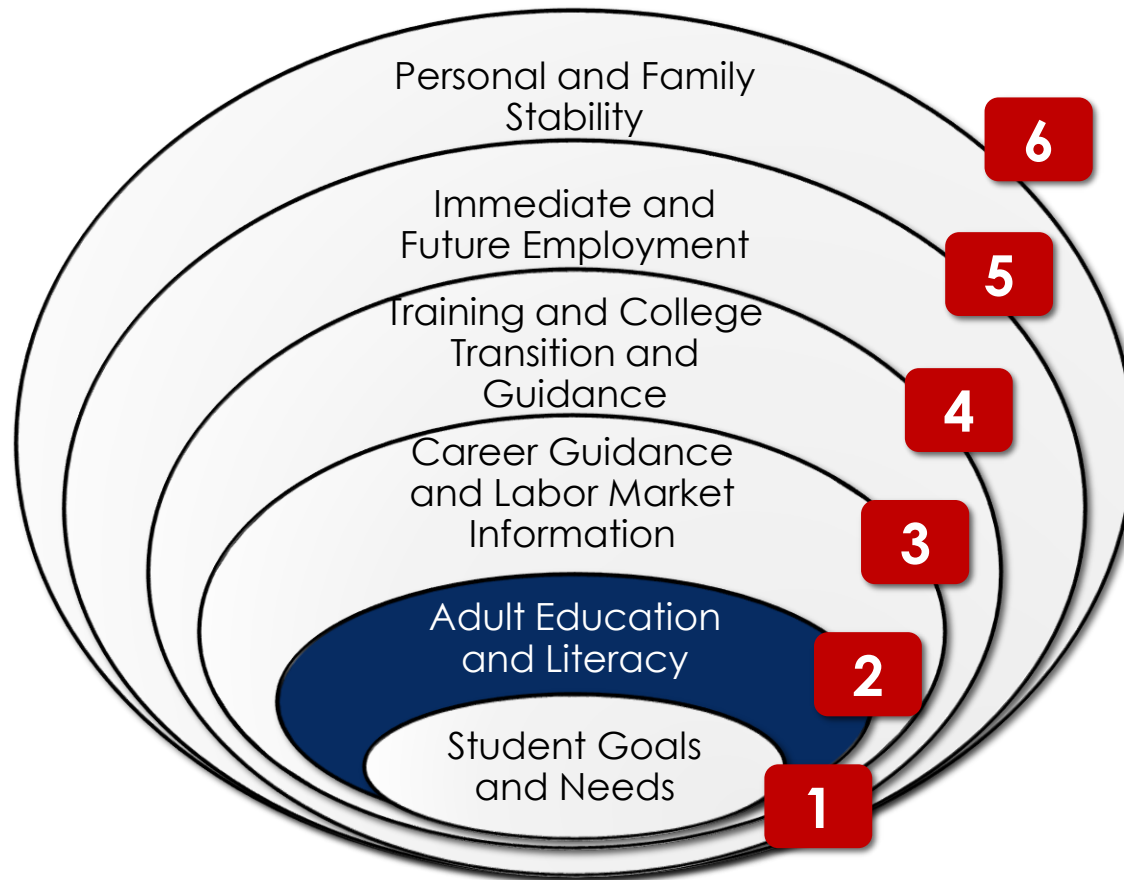 Personal and Family
Stability
6
Immediate and
Future Employment
5
Training and College
Transition and
Guidance
4
Career Guidance
and Labor Market
Information
3
Adult Education
and Literacy
2
Student Goals
and Needs
1